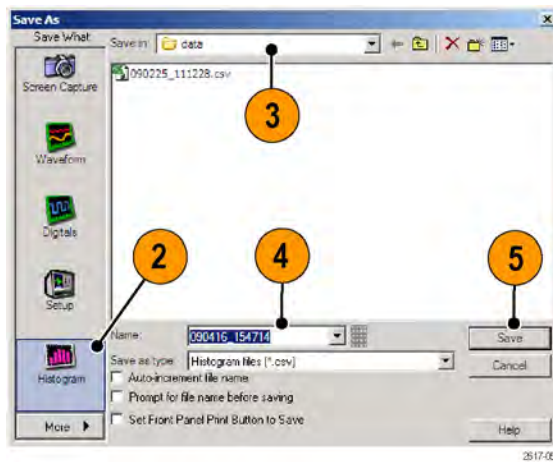 Save As
Save What:
Save in:
data
Screen Capture
090225_111228.csv
3
Waveform
Digitals
2
4
5
Setup
Name:
090416_154714
Save
Save as type:
Histogram files (*.csv)
Cancel
Histogram
Auto-increment file name
Prompt for file name before saving
Set Front Panel Print Button to Save
More
Help